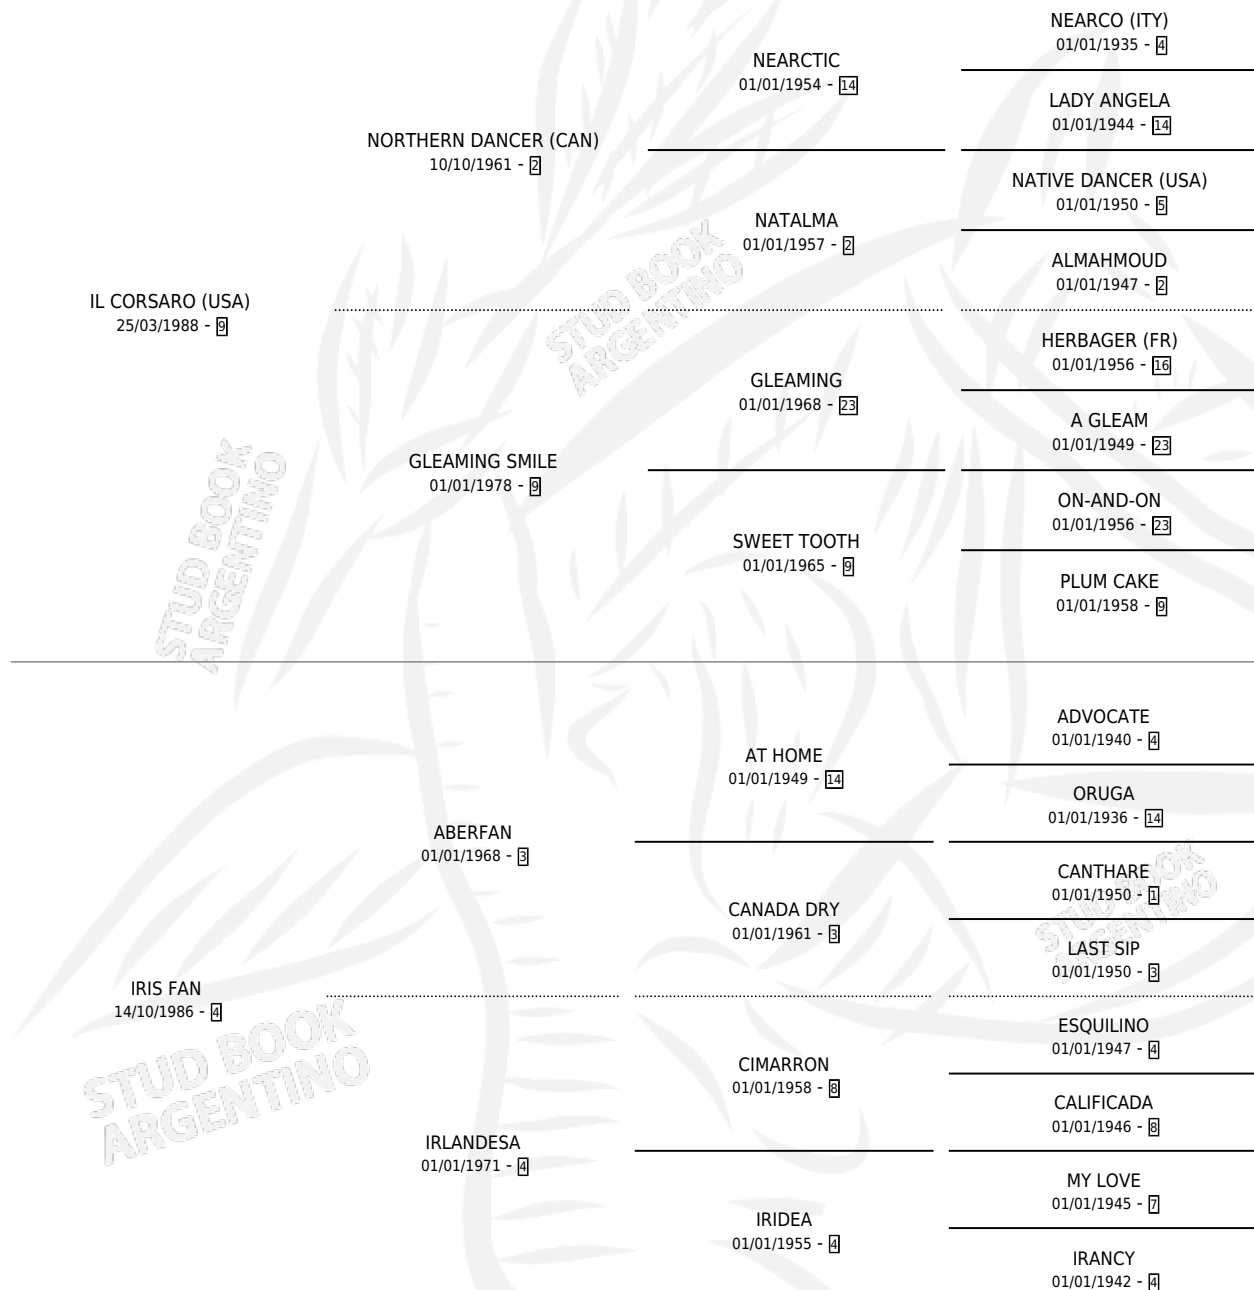 NEARCO (ITY)
01/01/1935 - 4
NEARCTIC
01/01/1954 - 14
LADY ANGELA
01/01/1944 - 14
NORTHERN DANCER (CAN)
10/10/1961 - 2
NATIVE DANCER (USA)
01/01/1950 - 5
NATALMA
01/01/1957 - 2
ALMAHMOUD
01/01/1947 - 2
IL CORSARO (USA)
25/03/1988 - 9
STUD BOOK
ARGENTINO
HERBAGER (FR)
01/01/1956 - 16
GLEAMING
01/01/1968 - 23
A GLEAM
01/01/1949 - 23
GLEAMING SMILE
01/01/1978 - 9
ON-AND-ON
01/01/1956 - 23
SWEET TOOTH
01/01/1965 - 9
PLUM CAKE
01/01/1958 - 9
STUD BOOK
ARGENTINO
ADVOCATE
01/01/1940 - 4
AT HOME
01/01/1949 - 14
ORUGA
01/01/1936 - 14
ABERFAN
01/01/1968 - 3
CANTHARE
01/01/1950 - 1
CANADA DRY
01/01/1961 - 3
LAST SIP
01/01/1950 - 3
STUD BOOK
ARGENTINO
IRIS FAN
14/10/1986 - 4
ESQUILINO
01/01/1947 - 4
CIMARRON
01/01/1958 - 8
CALIFICADA
01/01/1946 - 8
STUD BOOK
ARGENTINO
IRLANDESA
01/01/1971 - 4
MY LOVE
01/01/1945 - 7
IRIDEA
01/01/1955 - 4
IRANCY
01/01/1942 - 4